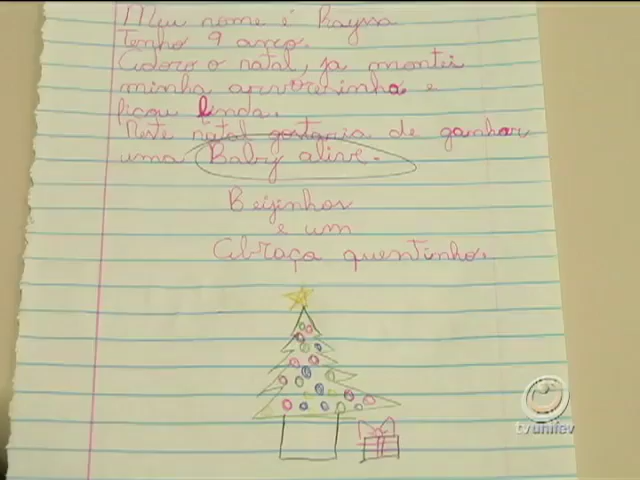 Meu nome é Rayssa
Tenho 9 anos.
Adoro o natal, ja montei
minha arvorezinha e
ficou linda.
Neste natal gostaria de ganhar
uma Baby alive.
Beijinhos
e um
Abraça quentinho.
tvunifev